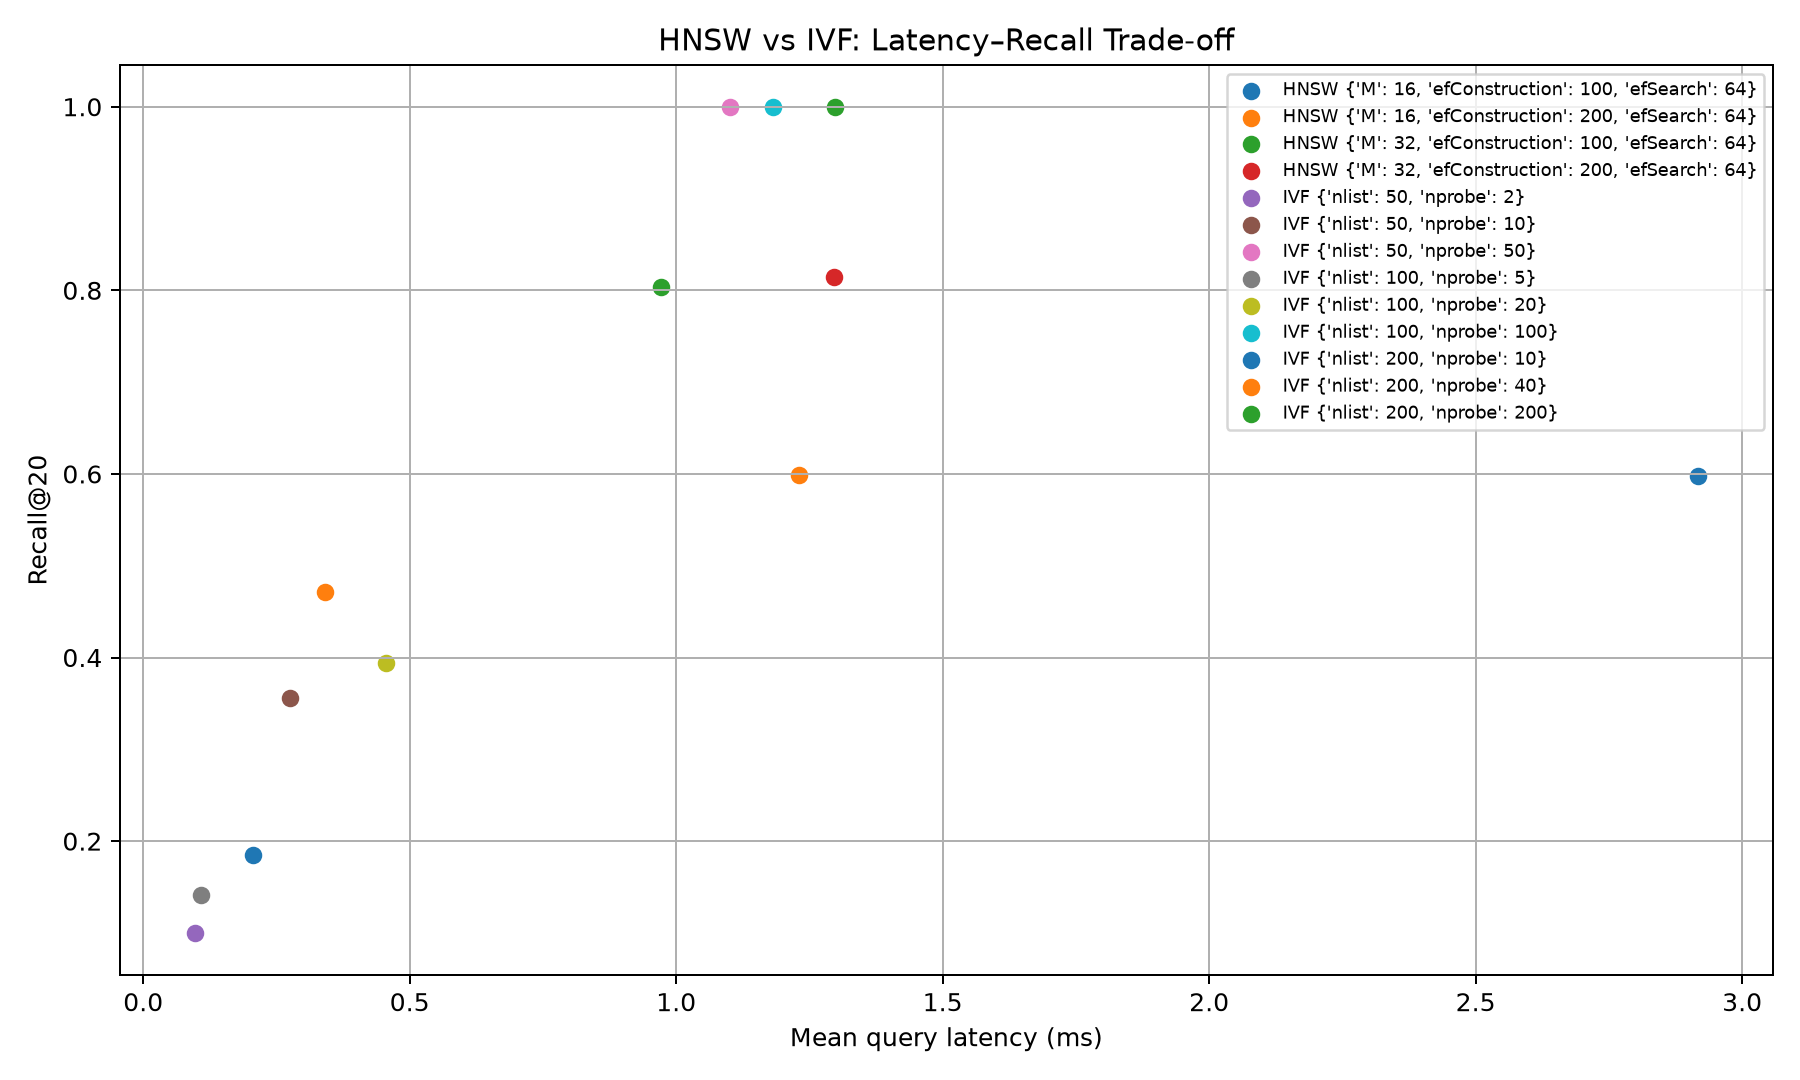 HNSW vs IVF: Latency–Recall Trade-off
HNSW {'M': 16, 'efConstruction': 100, 'efSearch': 64}
HNSW {'M': 16, 'efConstruction': 200, 'efSearch': 64}
HNSW {'M': 32, 'efConstruction': 100, 'efSearch': 64}
HNSW {'M': 32, 'efConstruction': 200, 'efSearch': 64}
IVF {'nlist': 50, 'nprobe': 2}
IVF {'nlist': 50, 'nprobe': 10}
IVF {'nlist': 50, 'nprobe': 50}
IVF {'nlist': 100, 'nprobe': 5}
IVF {'nlist': 100, 'nprobe': 20}
IVF {'nlist': 100, 'nprobe': 100}
IVF {'nlist': 200, 'nprobe': 10}
IVF {'nlist': 200, 'nprobe': 40}
IVF {'nlist': 200, 'nprobe': 200}
Recall@20
1.0
0.8
0.6
0.4
0.2
0.0 0.5 1.0 1.5 2.0 2.5 3.0
Mean query latency (ms)